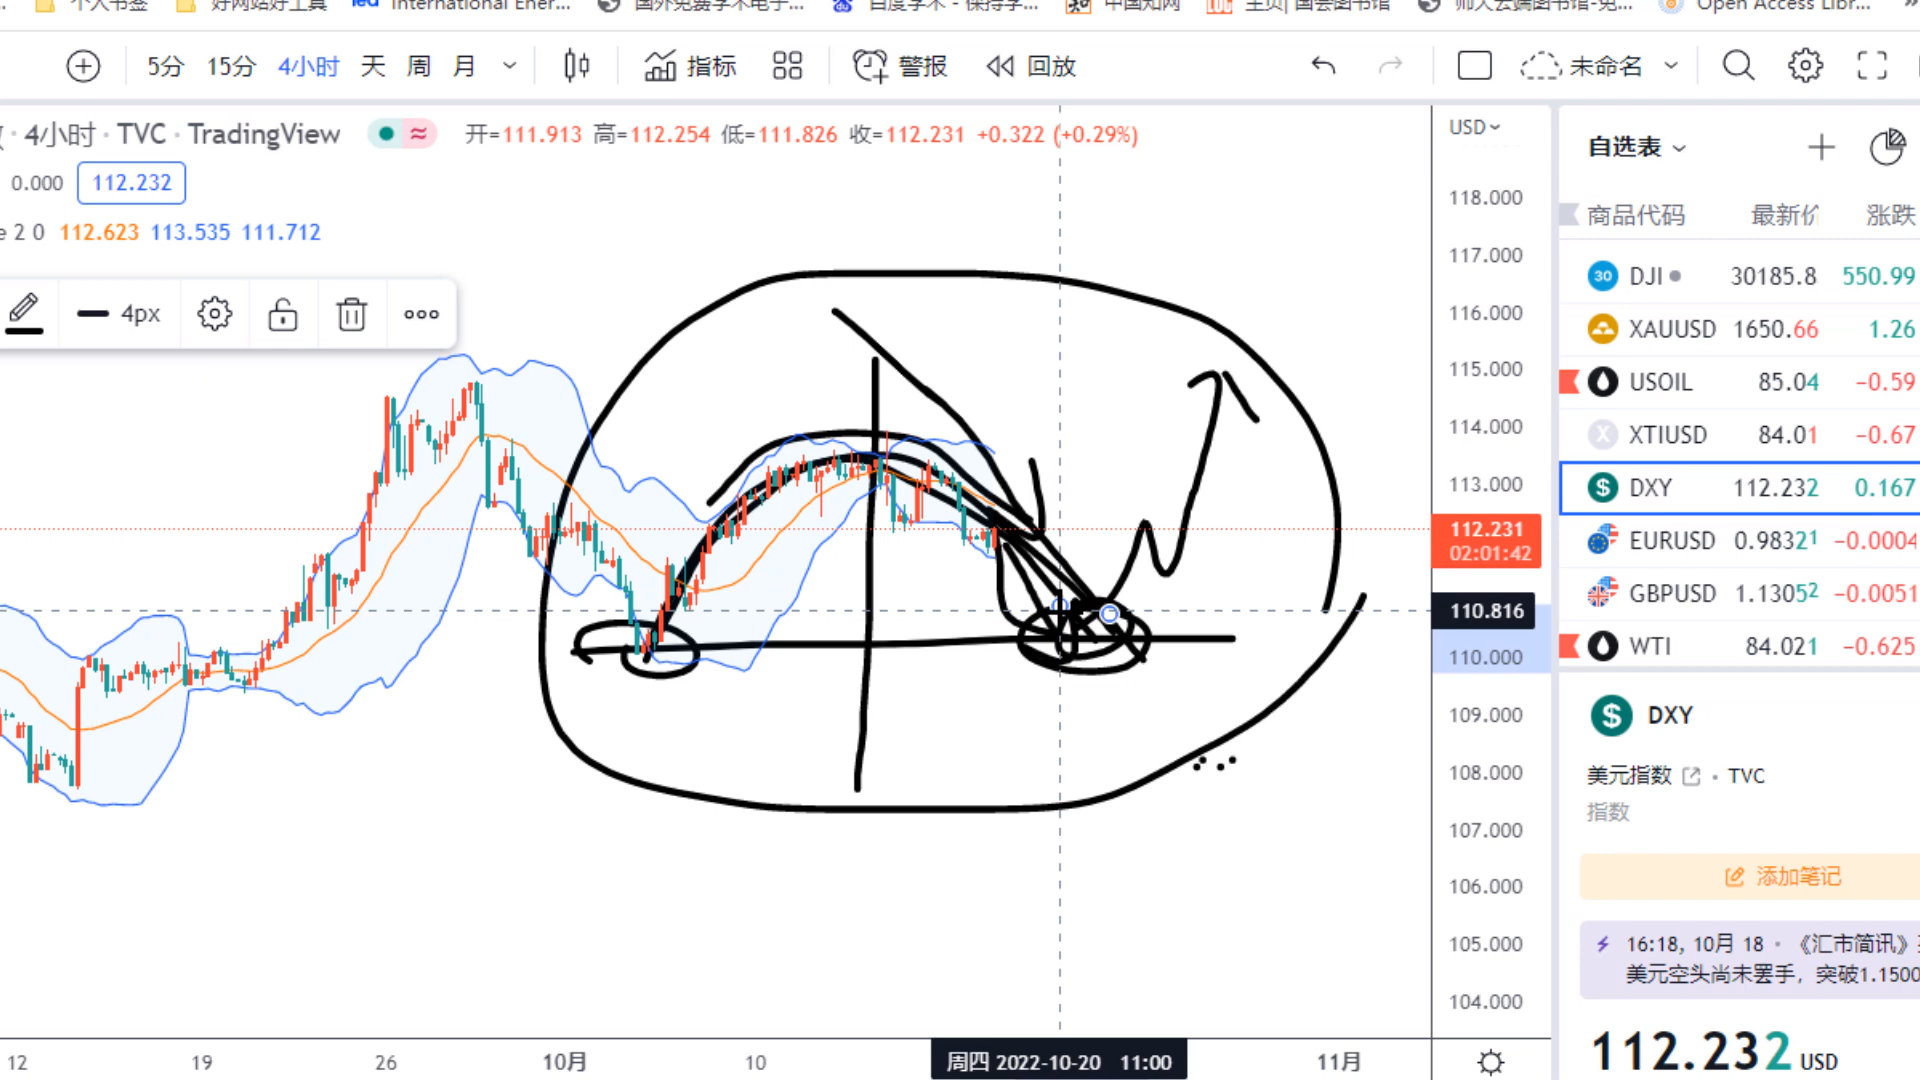 个人书签 好网站好工具 International Ener... 国外免费学术电子... 百度学术 - 保持学... 中国知网 主页| 国会图书馆 Open Access Libr...
5分 15分 4小时 天 周 月 指标 警报 回放 未命名
· 4小时 · TVC · TradingView 开=111.913 高=112.254 低=111.826 收=112.231 +0.322 (+0.29%)
0.000 112.232
e 2 0 112.623 113.535 111.712
4px
USD
118.000
117.000
116.000
115.000
114.000
113.000
112.231
02:01:42
110.816
110.000
109.000
108.000
107.000
106.000
105.000
104.000
12 19 26 10月 10 周四 2022-10-20 11:00 11月
自选表
商品代码 最新价 涨跌
30 DJI 30185.8 550.99
XAUUSD 1650.66 1.26
USOIL 85.04 −0.59
X XTIUSD 84.01 −0.67
$ DXY 112.232 0.167
EURUSD 0.98321 −0.0004
GBPUSD 1.13052 −0.0051
WTI 84.021 −0.625
$ DXY
美元指数 · TVC
指数
添加笔记
16:18, 10月 18 · 《汇市简讯》
美元空头尚未罢手，突破1.1500
112.232 USD